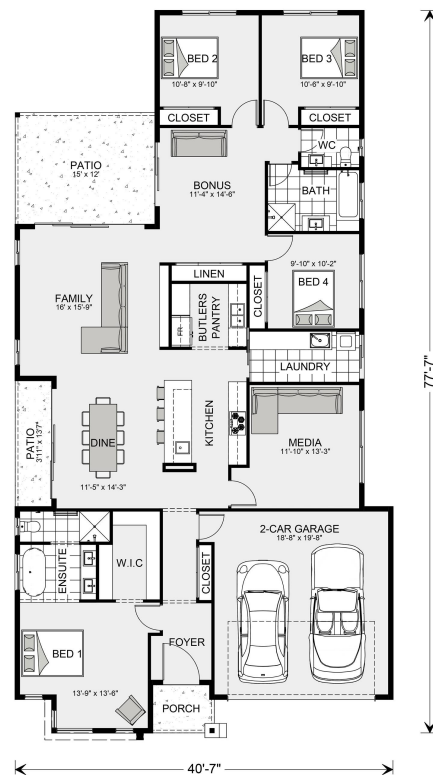 BED 2
10'-8" x 9'-10"
BED 3
10'-6" x 9'-10"
CLOSET
CLOSET
WC
PATIO
15' x 12'
BONUS
11'-4" x 14'-6"
BATH
LINEN
9'-10" x 10'-2"
BED 4
CLOSET
FAMILY
16' x 15'-9"
FR
BUTLERS
PANTRY
LAUNDRY
KITCHEN
MEDIA
11'-10" x 13'-3"
PATIO
3'11" x 13'7"
DINE
11'-5" x 14'-3"
2-CAR GARAGE
18'-8" x 19'-8"
ENSUITE
W.I.C
CLOSET
FOYER
BED 1
13'-9" x 13'-6"
PORCH
77'-7"
40'-7"